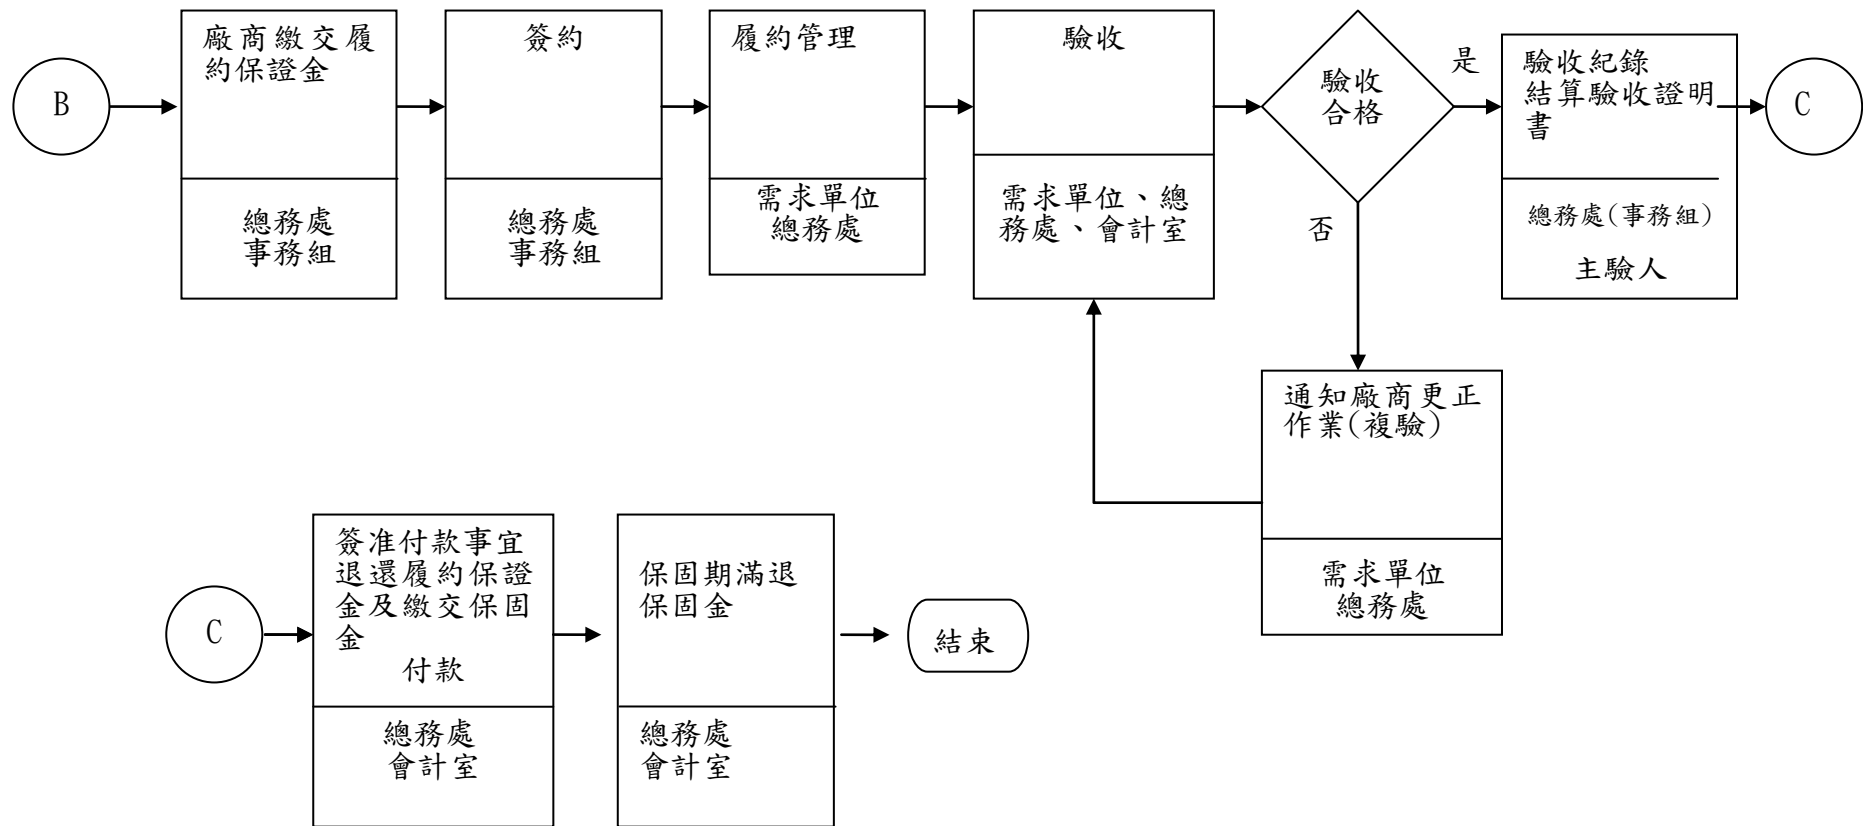 B
廠商繳交履
約保證金
總務處
事務組
簽約
總務處
事務組
履約管理
需求單位
總務處
驗收
需求單位、總
務處、會計室
驗收
合格
是
否
驗收紀錄
結算驗收證明
書
總務處(事務組)
主驗人
C
通知廠商更正
作業(複驗)
需求單位
總務處
C
簽准付款事宜
退還履約保證
金及繳交保固
金
付款
總務處
會計室
保固期滿退
保固金
總務處
會計室
結束